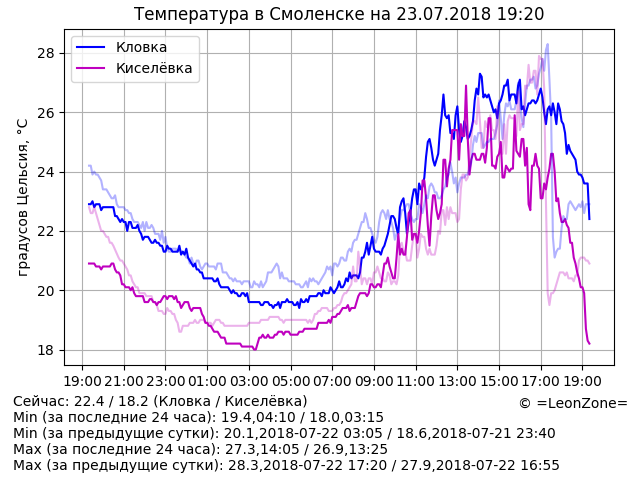 Температура в Смоленске на 23.07.2018 19:20
Кловка
Киселёвка
градусов Цельсия, °C
28
26
24
22
20
18
19:00 21:00 23:00 01:00 03:00 05:00 07:00 09:00 11:00 13:00 15:00 17:00 19:00
© =LeonZone=
Сейчас: 22.4 / 18.2 (Кловка / Киселёвка)
Min (за последние 24 часа): 19.4,04:10 / 18.0,03:15
Min (за предыдущие сутки): 20.1,2018-07-22 03:05 / 18.6,2018-07-21 23:40
Max (за последние 24 часа): 27.3,14:05 / 26.9,13:25
Max (за предыдущие сутки): 28.3,2018-07-22 17:20 / 27.9,2018-07-22 16:55